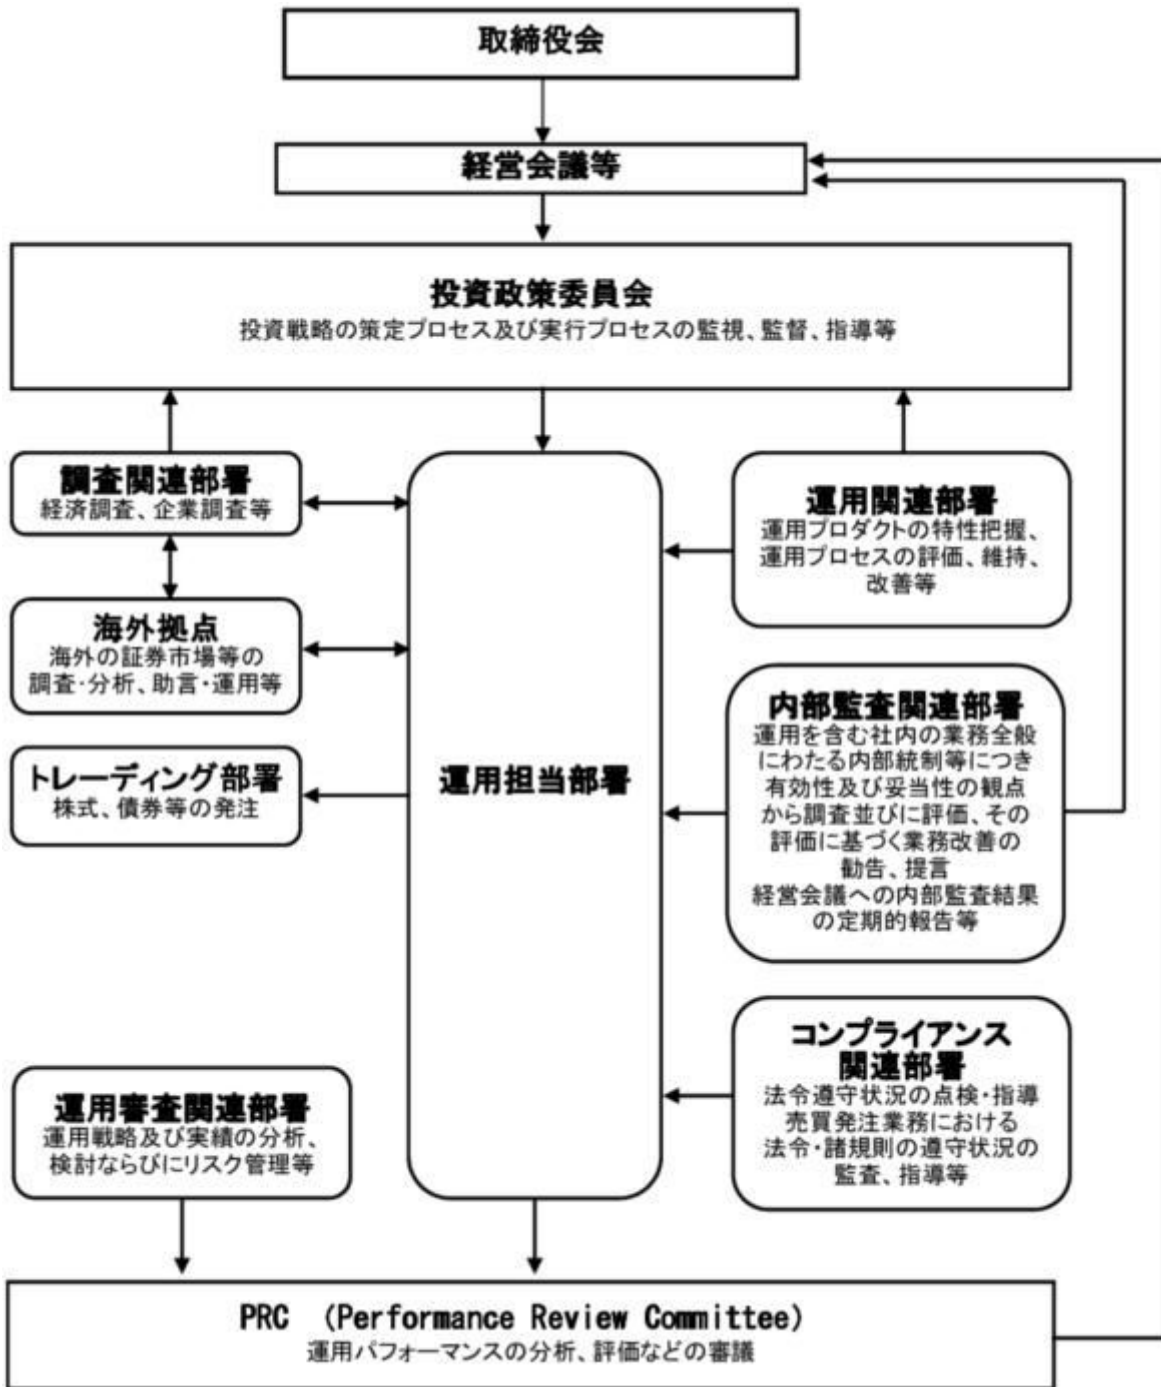 取締役会
経営会議等
投資政策委員会
投資戦略の策定プロセス及び実行プロセスの監視、監督、指導等
調査関連部署
経済調査、企業調査等
海外拠点
海外の証券市場等の
調査・分析、助言・運用等
トレーディング部署
株式、債券等の発注
運用担当部署
運用関連部署
運用プロダクトの特性把握、
運用プロセスの評価、維持、
改善等
内部監査関連部署
運用を含む社内の業務全般
にわたる内部統制等につき
有効性及び妥当性の観点
から調査並びに評価、その
評価に基づく業務改善の
勧告、提言
経営会議への内部監査結果
の定期的報告等
コンプライアンス
関連部署
法令遵守状況の点検・指導
売買発注業務における
法令・諸規則の遵守状況の
監査、指導等
運用審査関連部署
運用戦略及び実績の分析、
検討ならびにリスク管理等
PRC (Performance Review Committee)
運用パフォーマンスの分析、評価などの審議